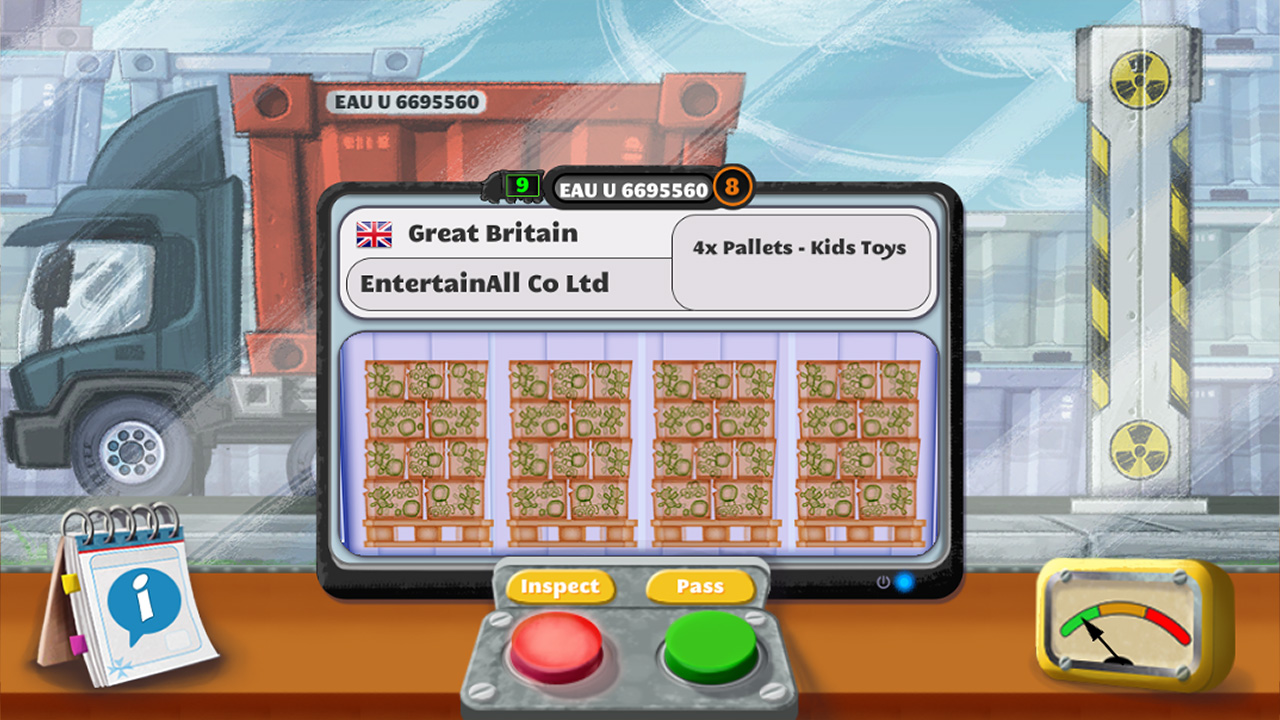 EAU U 6695560
9
EAU U 6695560
8
Great Britain
4x Pallets - Kids Toys
EntertainAll Co Ltd
Inspect
Pass
i